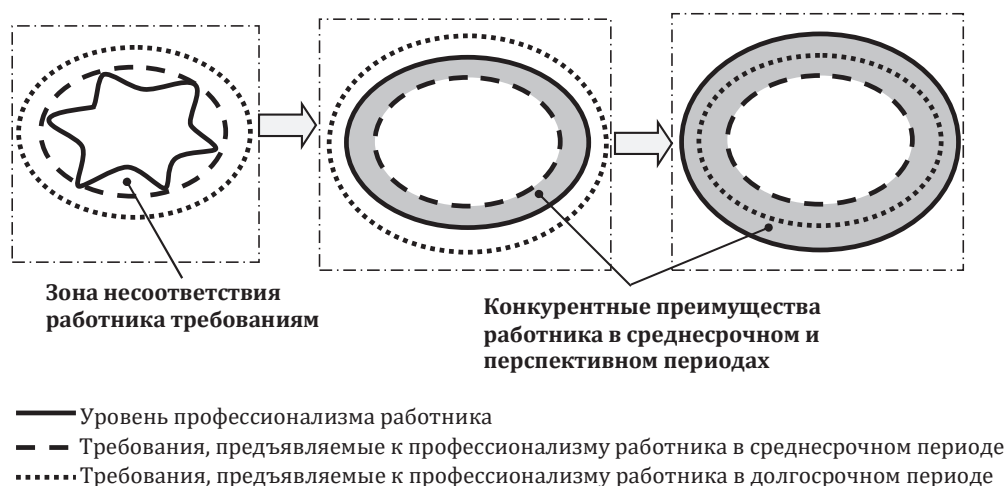 Зона несоответствия
работника требованиям
Конкурентные преимущества
работника в среднесрочном и
перспективном периодах
Уровень профессионализма работника
Требования, предъявляемые к профессионализму работника в среднесрочном периоде
Требования, предъявляемые к профессионализму работника в долгосрочном периоде